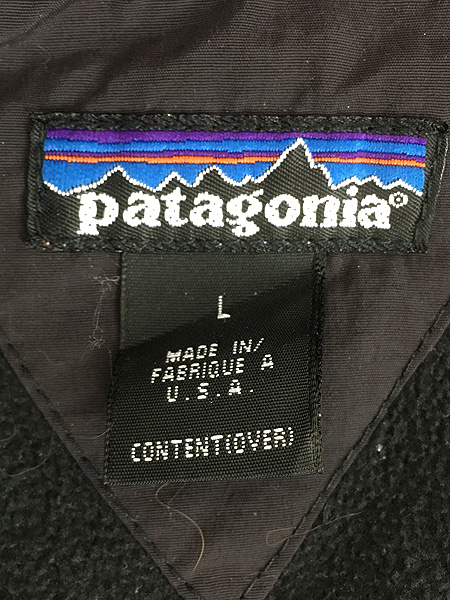 patagonia®
L
MADE IN/
FABRIQUE A
U.S.A.
CONTENT(OVER)